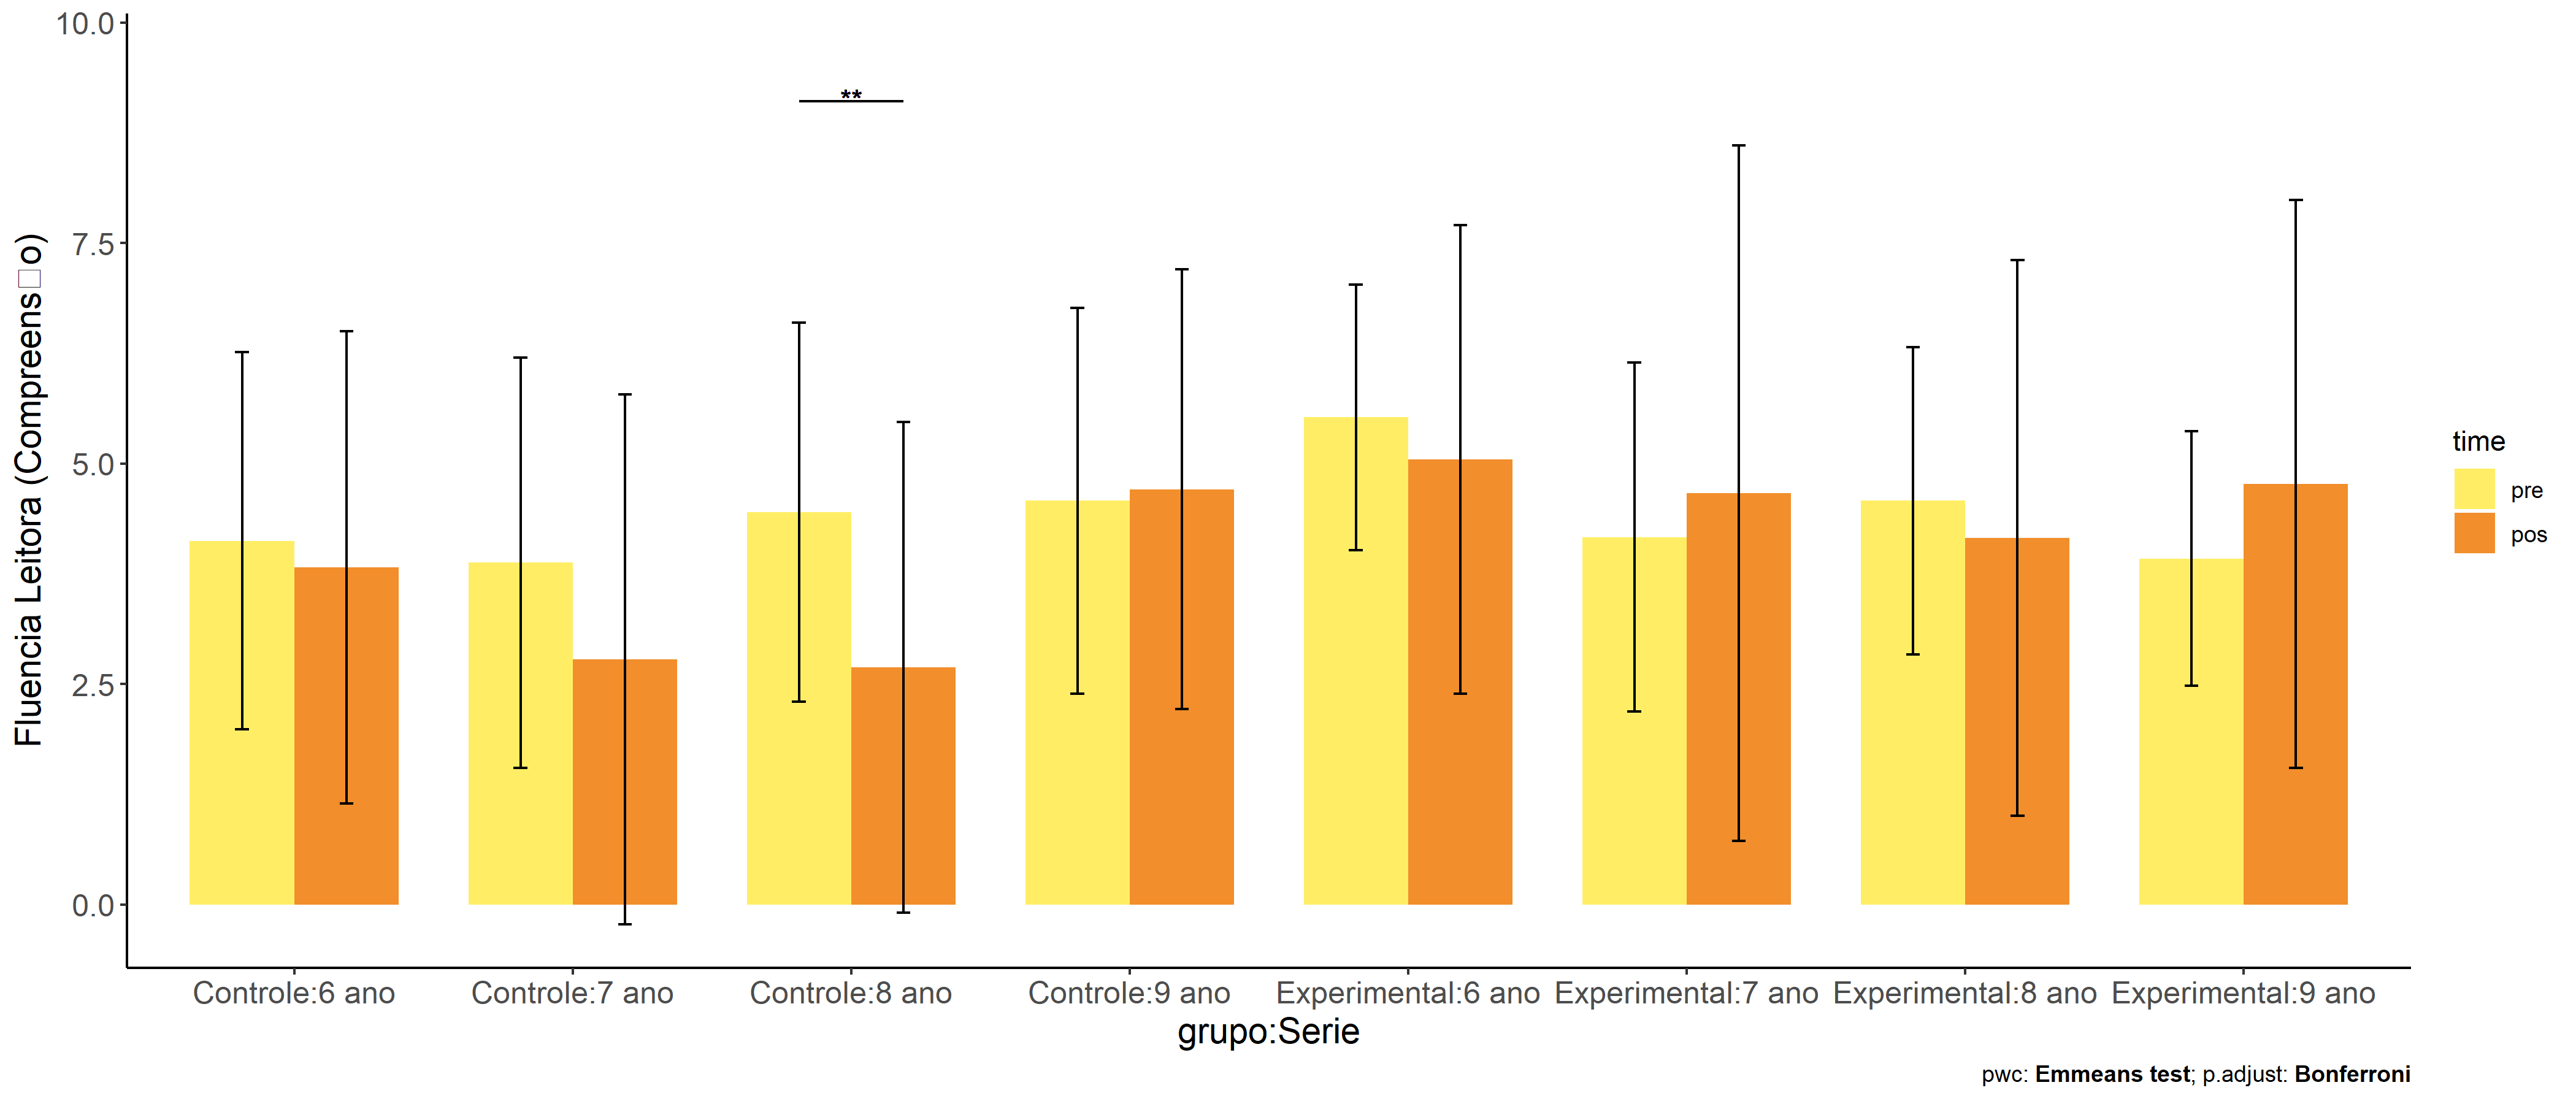 10.0
7.5
5.0
2.5
0.0
Fluencia Leitora (Compreens□o)
**
Controle:6 ano
Controle:7 ano
Controle:8 ano
Controle:9 ano
Experimental:6 ano
Experimental:7 ano
Experimental:8 ano
Experimental:9 ano
grupo:Serie
time
pre
pos
pwc: Emmeans test; p.adjust: Bonferroni